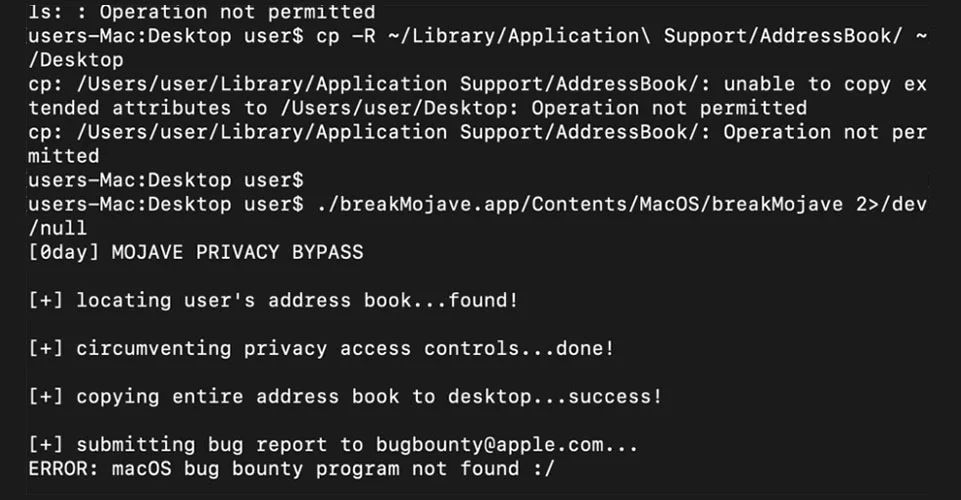 ls: : Operation not permitted
users-Mac:Desktop user$ cp -R ~/Library/Application\ Support/AddressBook/ ~
/Desktop
cp: /Users/user/Library/Application Support/AddressBook/: unable to copy ex
tended attributes to /Users/user/Desktop: Operation not permitted
cp: /Users/user/Library/Application Support/AddressBook/: Operation not per
mitted
users-Mac:Desktop user$
users-Mac:Desktop user$ ./breakMojave.app/Contents/MacOS/breakMojave 2>/dev
/null
[0day] MOJAVE PRIVACY BYPASS
[+] locating user's address book...found!
[+] circumventing privacy access controls...done!
[+] copying entire address book to desktop...success!
[+] submitting bug report to bugbounty@apple.com...
ERROR: macOS bug bounty program not found :/